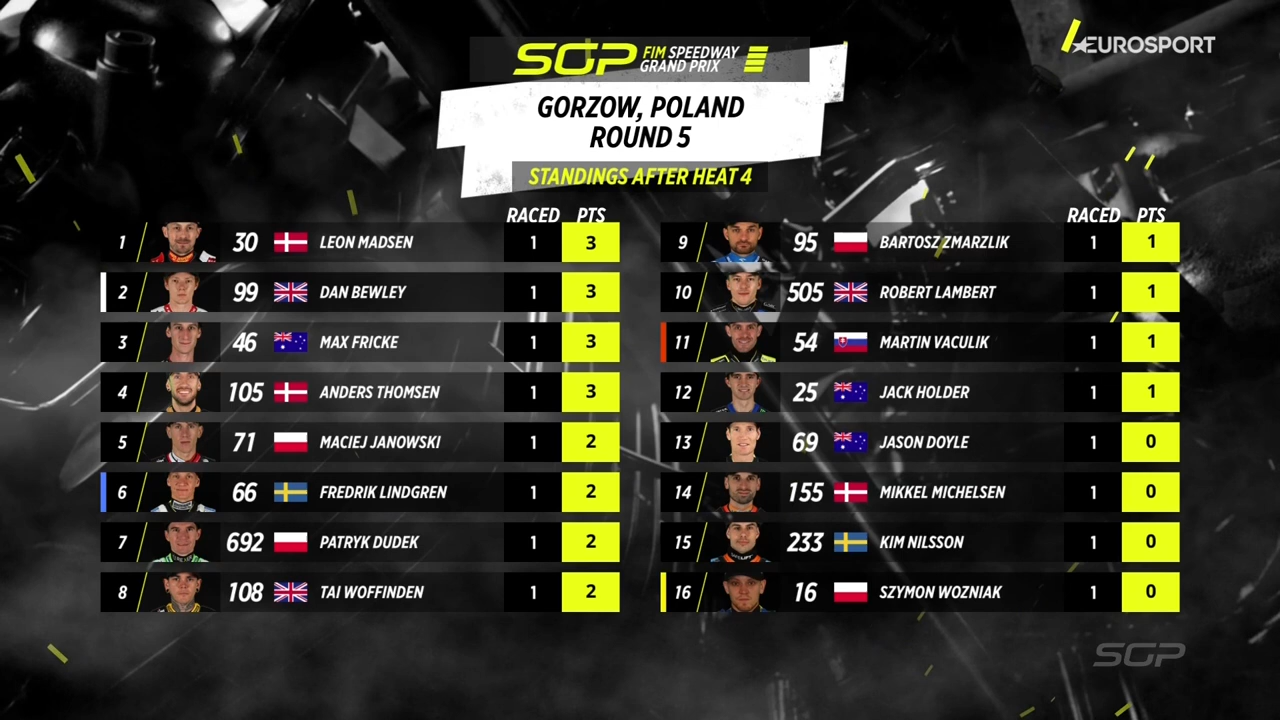 EUROSPORT
SGP FIM SPEEDWAY
GRAND PRIX
GORZOW, POLAND
ROUND 5
STANDINGS AFTER HEAT 4
RACED PTS
1 30 LEON MADSEN 1 3
2 99 DAN BEWLEY 1 3
3 46 MAX FRICKE 1 3
4 105 ANDERS THOMSEN 1 3
5 71 MACIEJ JANOWSKI 1 2
6 66 FREDRIK LINDGREN 1 2
7 692 PATRYK DUDEK 1 2
8 108 TAI WOFFINDEN 1 2
RACED PTS
9 95 BARTOSZ ZMARZLIK 1 1
10 505 ROBERT LAMBERT 1 1
11 54 MARTIN VACULIK 1 1
12 25 JACK HOLDER 1 1
13 69 JASON DOYLE 1 0
14 155 MIKKEL MICHELSEN 1 0
15 233 KIM NILSSON 1 0
16 16 SZYMON WOZNIAK 1 0
SGP